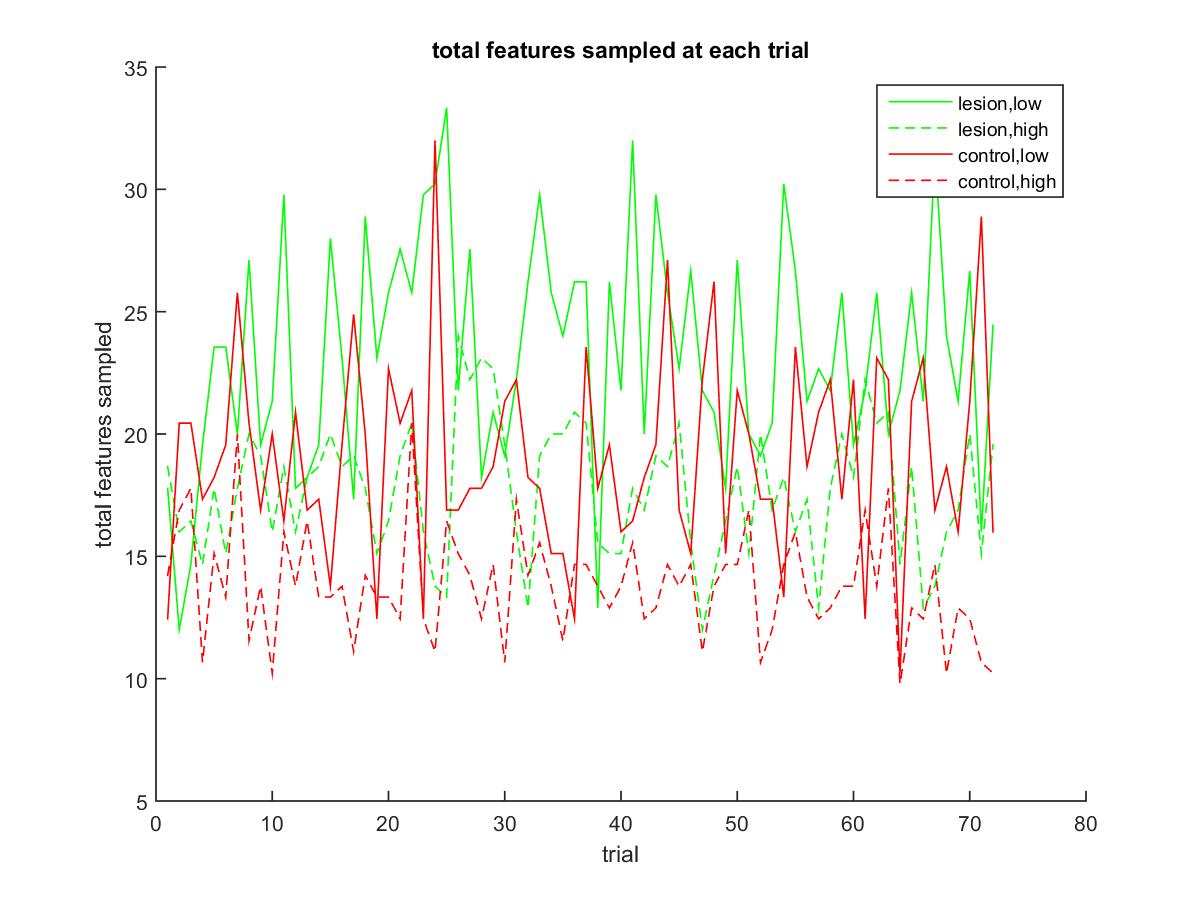 total features sampled at each trial
35
30
25
20
15
10
5
total features sampled
lesion,low
lesion,high
control,low
control,high
0 10 20 30 40 50 60 70 80
trial